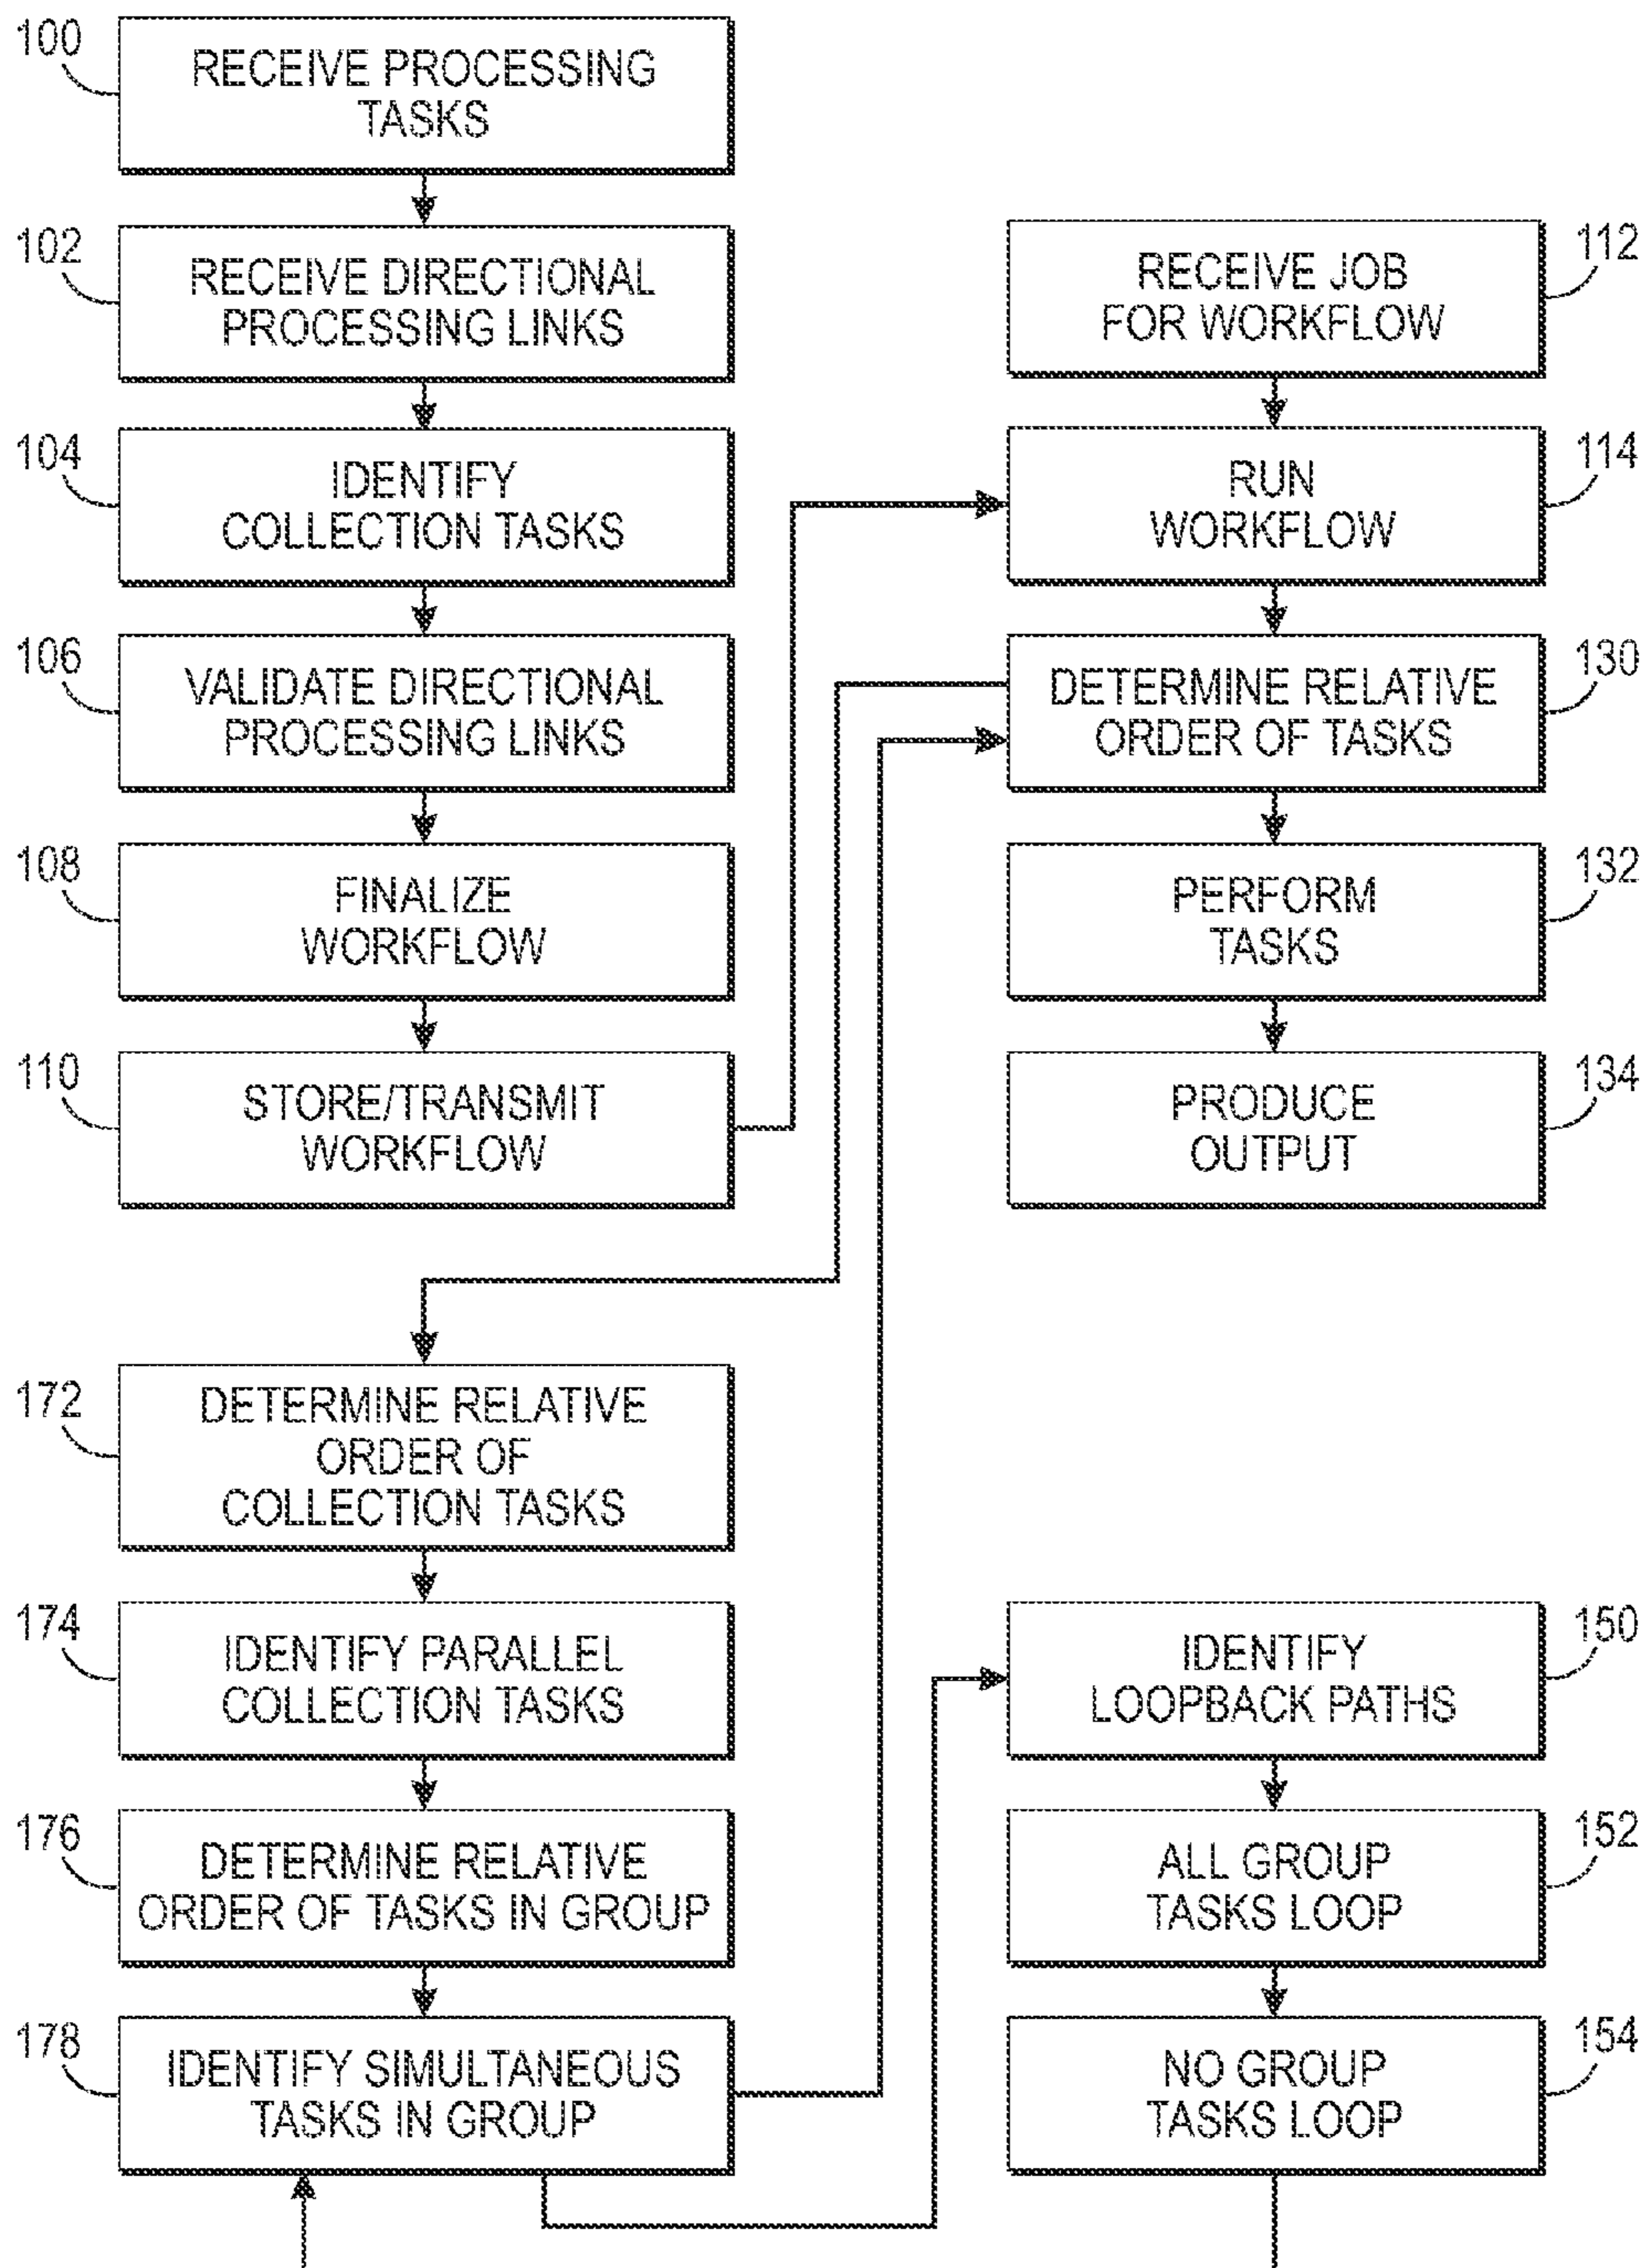 100
RECEIVE PROCESSING
TASKS
102
RECEIVE DIRECTIONAL
PROCESSING LINKS
104
IDENTIFY
COLLECTION TASKS
106
VALIDATE DIRECTIONAL
PROCESSING LINKS
108
FINALIZE
WORKFLOW
110
STORE/TRANSMIT
WORKFLOW
112
RECEIVE JOB
FOR WORKFLOW
114
RUN
WORKFLOW
130
DETERMINE RELATIVE
ORDER OF TASKS
132
PERFORM
TASKS
134
PRODUCE
OUTPUT
172
DETERMINE RELATIVE
ORDER OF
COLLECTION TASKS
174
IDENTIFY PARALLEL
COLLECTION TASKS
176
DETERMINE RELATIVE
ORDER OF TASKS IN GROUP
178
IDENTIFY SIMULTANEOUS
TASKS IN GROUP
150
IDENTIFY
LOOPBACK PATHS
152
ALL GROUP
TASKS LOOP
154
NO GROUP
TASKS LOOP